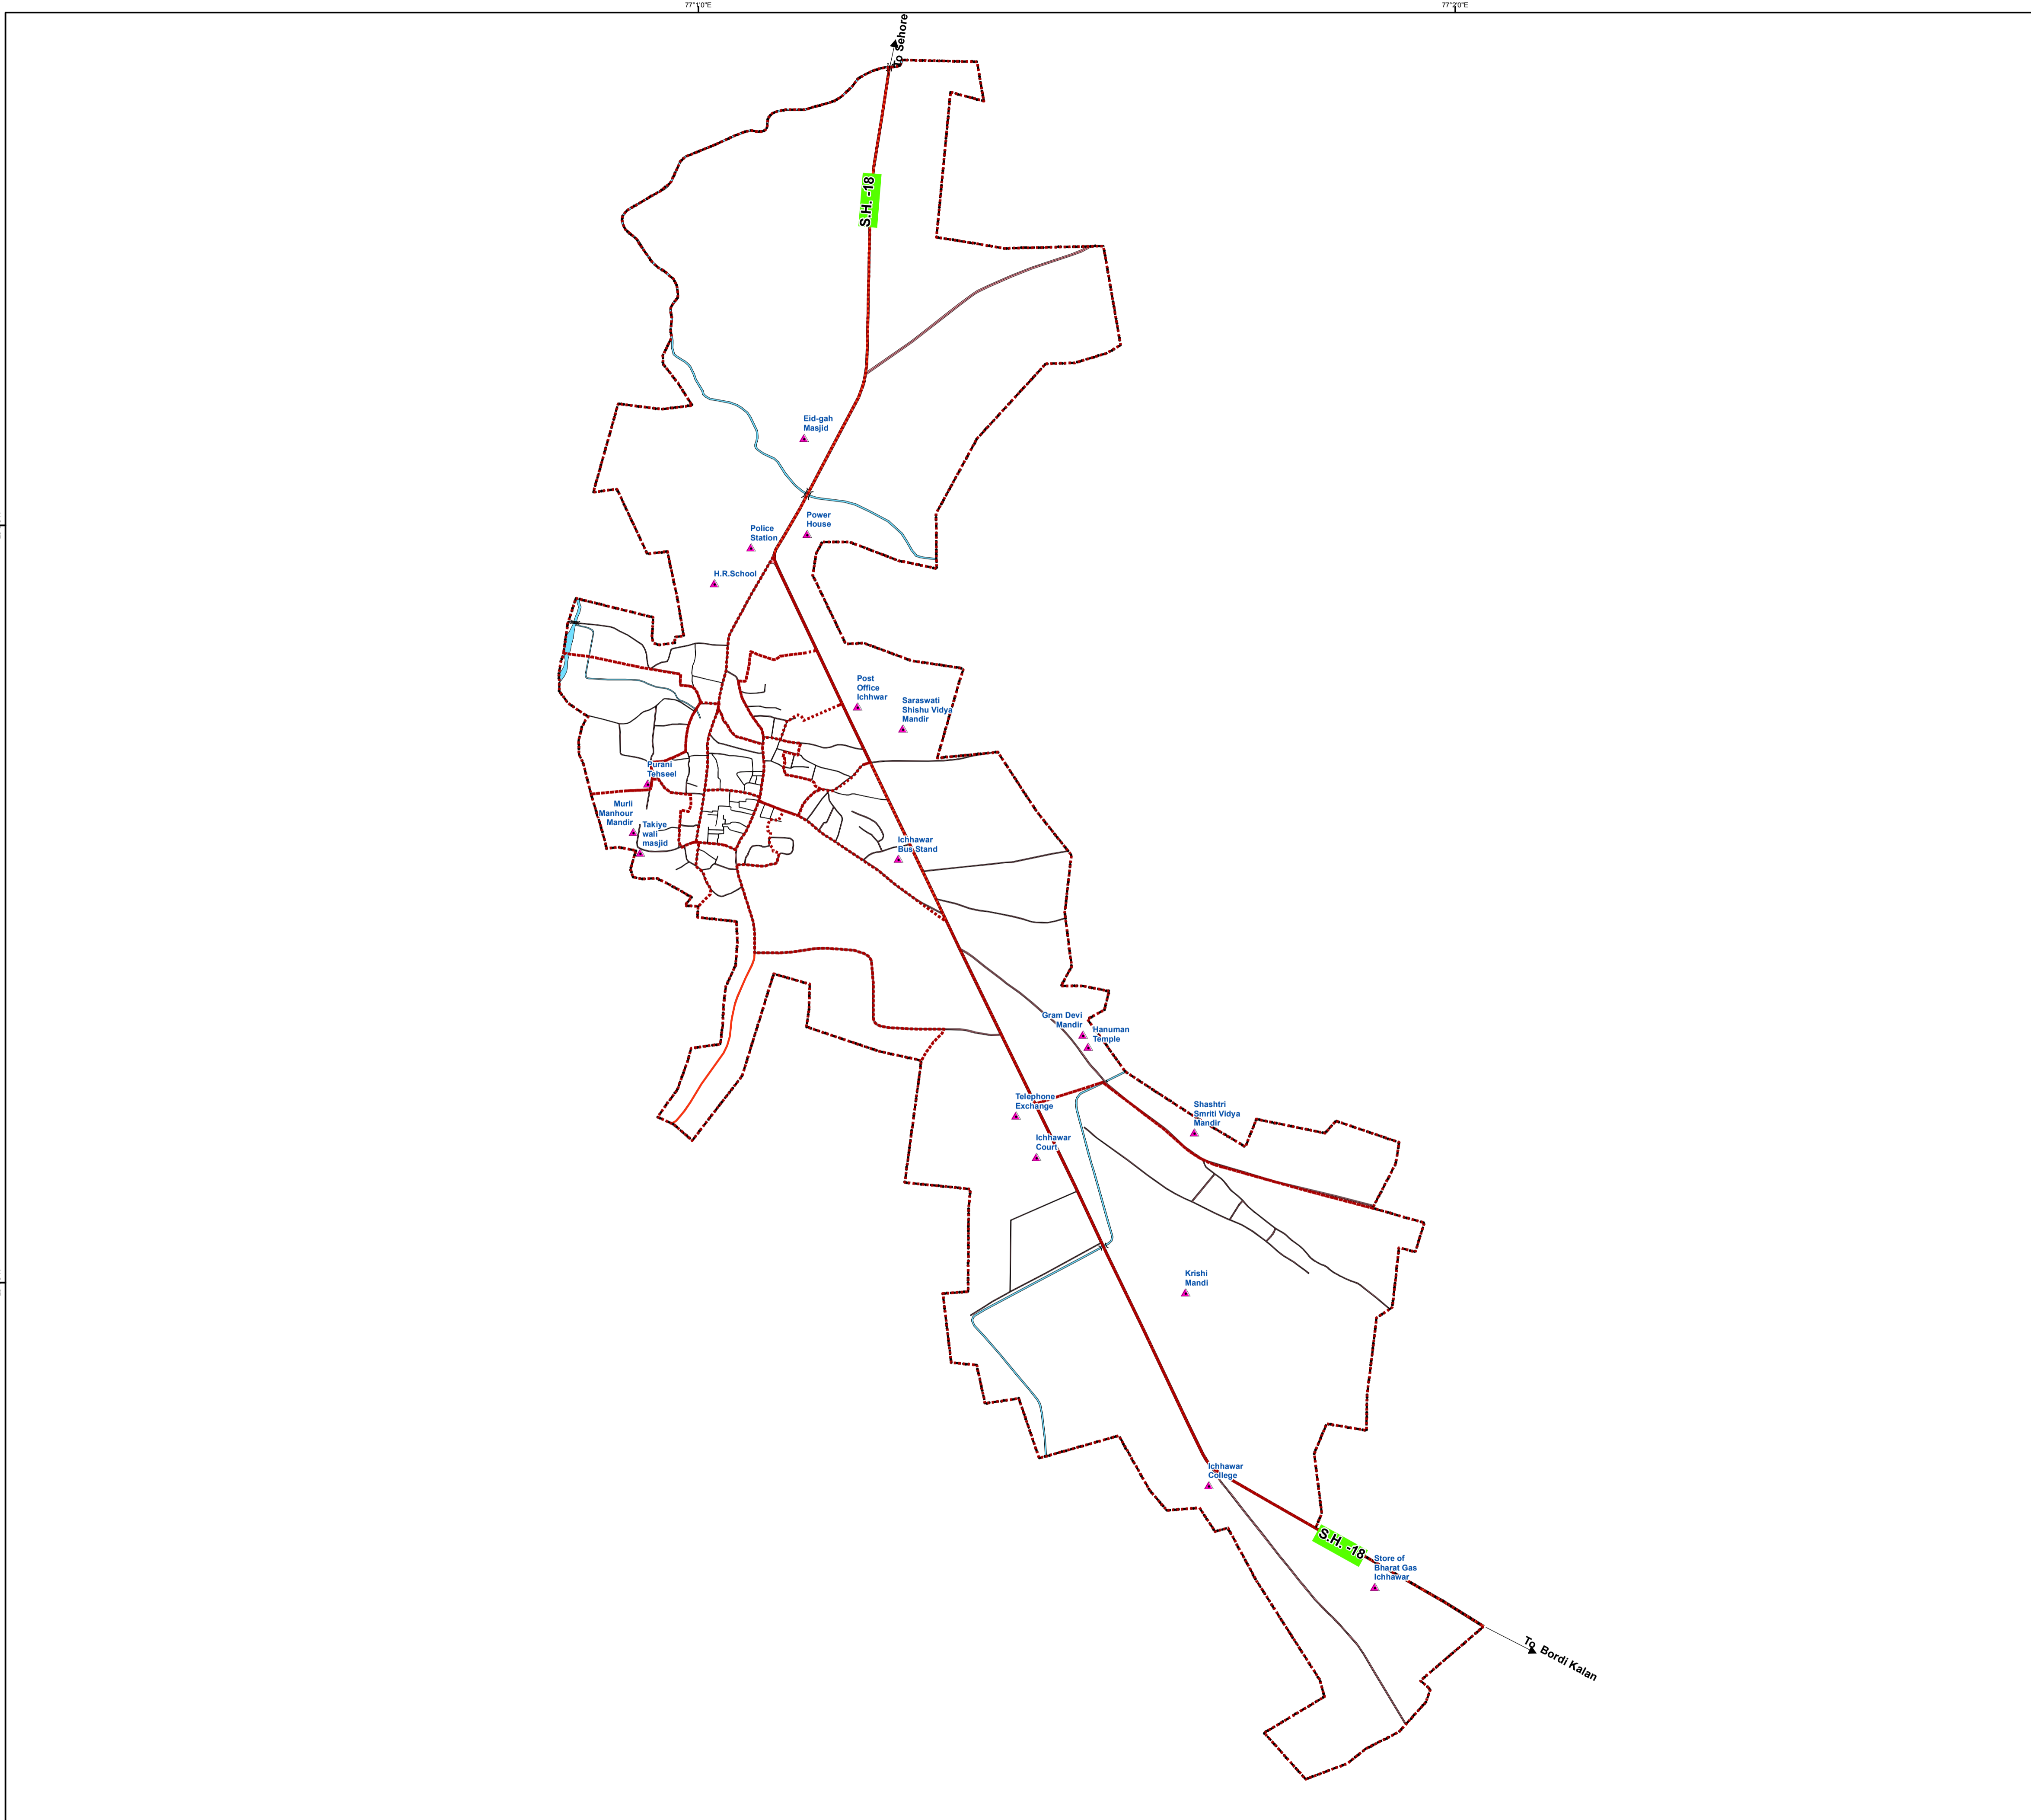 77°1'0"E
77°2'0"E
To Sehore
S.H. -18
Eid-gah
Masjid
Power
House
Police
Station
H.R.School
Post
Office
Ichhwar
Saraswati
Shishu Vidya
Mandir
Purani
Tehseel
Murli
Manhour
Mandir
Takiye
wali
masjid
Ichhawar
Bus Stand
Gram Devi
Mandir
Hanuman
Temple
Telephone
Exchange
Shashtri
Smriti Vidya
Mandir
Ichhawar
Court
Krishi
Mandi
Ichhawar
College
S.H. -18
Store of
Bharat Gas
Ichhawar
To Bordi Kalan